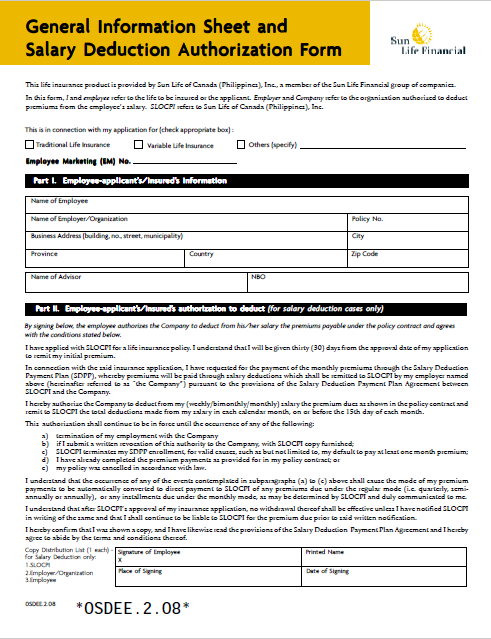 General Information Sheet and
Salary Deduction Authorization Form
Sun
Life Financial
This life insurance product is provided by Sun Life of Canada (Philippines), Inc., a member of the Sun Life Financial group of companies.
In this form, I and employee refer to the life to be insured or the applicant. Employer and Company refer to the organization authorized to deduct
premiums from the employee's salary. SLOCPI refers to Sun Life of Canada (Philippines), Inc.
This is in connection with my application for (check appropriate box) :
Traditional Life Insurance Variable Life Insurance Others (specify)
Employee Marketing (EM) No.
Part I. Employee-applicant's/Insured's Information
Name of Employee
Name of Employer/Organization Policy No.
Business Address (building, no., street, municipality) City
Province Country Zip Code
Name of Advisor NBO
Part II. Employee-applicant's/Insured's authorization to deduct (for salary deduction cases only)
By signing below, the employee authorizes the Company to deduct from his/her salary the premiums payable under the policy contract and agrees
with the conditions stated below.
I have applied with SLOCPI for a life insurance policy. I understand that I will be given thirty (30) days from the approval date of my application
to remit my initial premium.
In connection with the said insurance application, I have requested for the payment of the monthly premiums through the Salary Deduction
Payment Plan (SDPP), whereby premiums will be paid through salary deductions which shall be remitted to SLOCPI by my employer named
above (hereinafter referred to as "the Company") pursuant to the provisions of the Salary Deduction Payment Plan Agreement between
SLOCPI and the Company.
I hereby authorize the Company to deduct from my (weekly/bimonthly/monthly) salary the premium dues as shown in the policy contract and
remit to SLOCPI the total deductions made from my salary in each calendar month, on or before the 15th day of each month.
This authorization shall continue to be in force until the occurrence of any of the following:
a) termination of my employment with the Company
b) if I submit a written revocation of this authority to the Company, with SLOCPI copy furnished;
c) SLOCPI terminates my SDPP enrollment, for valid causes, such as but not limited to, my default to pay at least one month premium;
d) I have already completed the premium payments as provided for in my policy contract; or
e) my policy was cancelled in accordance with law.
I understand that the occurrence of any of the events contemplated in subparagraphs (a) to (e) above shall cause the mode of my premium
payments to be automatically converted to direct payment to SLOCPI of any premiums due under the regular mode (i.e. quarterly, semi-
annually or annually), or any installments due under the monthly mode, as may be determined by SLOCPI and duly communicated to me.
I understand that after SLOCPI's approval of my insurance application, no withdrawal thereof shall be effective unless I have notified SLOCPI
in writing of the same and that I shall continue to be liable to SLOCPI for the premium due prior to said written notification.
I hereby confirm that I was shown a copy, and I have likewise read the provisions of the Salary Deduction Payment Agreement and I hereby
agree to abide by the terms and conditions thereof.
Copy Distribution List (1 each) -
for Salary Deduction only:
1.SLOCPI
2.Employer/Organization
3.Employee
Signature of Employee Printed Name
X
Place of Signing Date of Signing
OSDEE.2.08 *OSDEE.2.08*